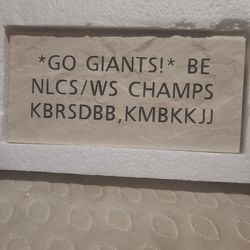 *GO GIANTS!* BE
NLCS/WS CHAMPS
KBRSDBB,KMBKKJJ